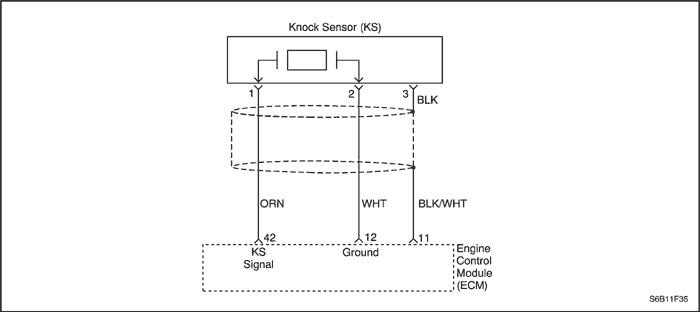 Knock Sensor (KS)
1 2 3
BLK
ORN WHT BLK/WHT
42 12 11
KS
Signal
Ground
Engine
Control
Module
(ECM)
S6B11F35